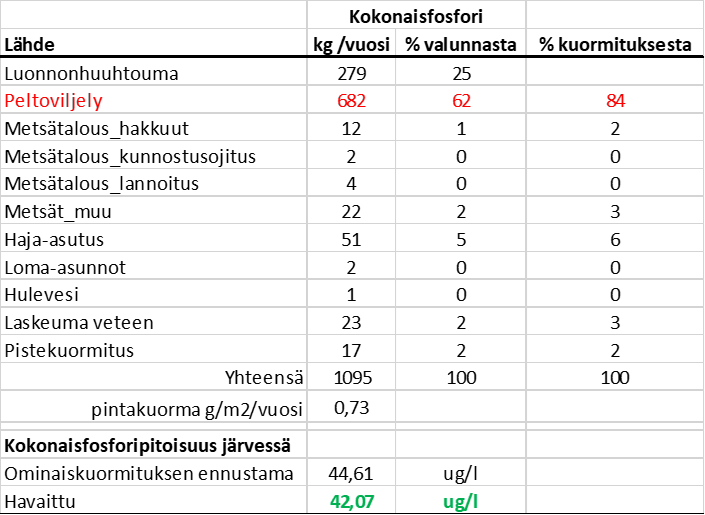 Kokonaisfosfori
Lähde kg /vuosi % valunnasta % kuormituksesta
Luonnonhuuhtouma 279 25
Peltoviljely 682 62 84
Metsätalous_hakkuut 12 1 2
Metsätalous_kunnostusojitus 2 0 0
Metsätalous_lannoitus 4 0 0
Metsät_muu 22 2 3
Haja-asutus 51 5 6
Loma-asunnot 2 0 0
Hulevesi 1 0 0
Laskeuma veteen 23 2 3
Pistekuormitus 17 2 2
Yhteensä 1095 100 100
pintakuorma g/m2/vuosi 0,73
Kokonaisfosforipitoisuus järvessä
Ominaiskuormituksen ennustama 44,61 ug/l
Havaittu 42,07 ug/l